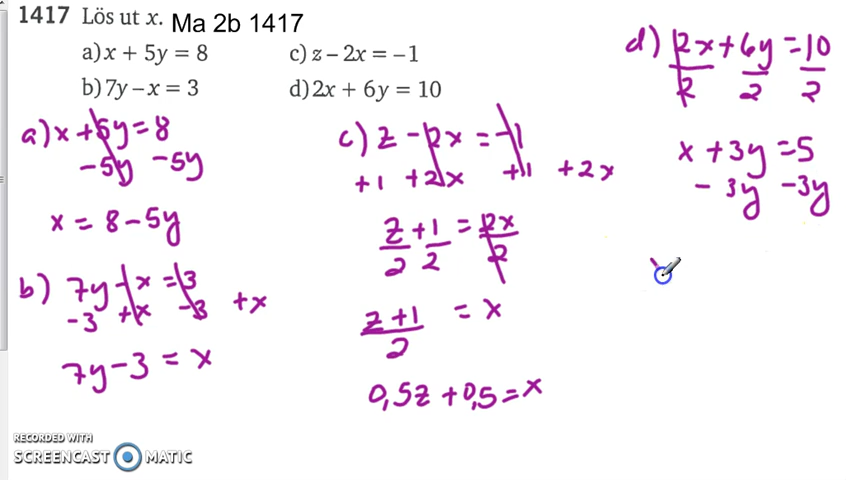 1417 Lös ut x. Ma 2b 1417
a) x + 5y = 8
c) z – 2x = –1
b) 7y – x = 3
d) 2x + 6y = 10
a) x + 5y = 8
-5y -5y
x = 8 - 5y
b) 7y - x = 3
-3 +x -3 +x
7y - 3 = x
c) z - 2x = -1
+1 +2x +1 +2x
z/2 + 1/2 = 2x/2
(z + 1)/2 = x
0,5z + 0,5 = x
d) 2x/2 + 6y/2 = 10/2
x + 3y = 5
- 3y - 3y
RECORDED WITH
SCREENCAST MATIC